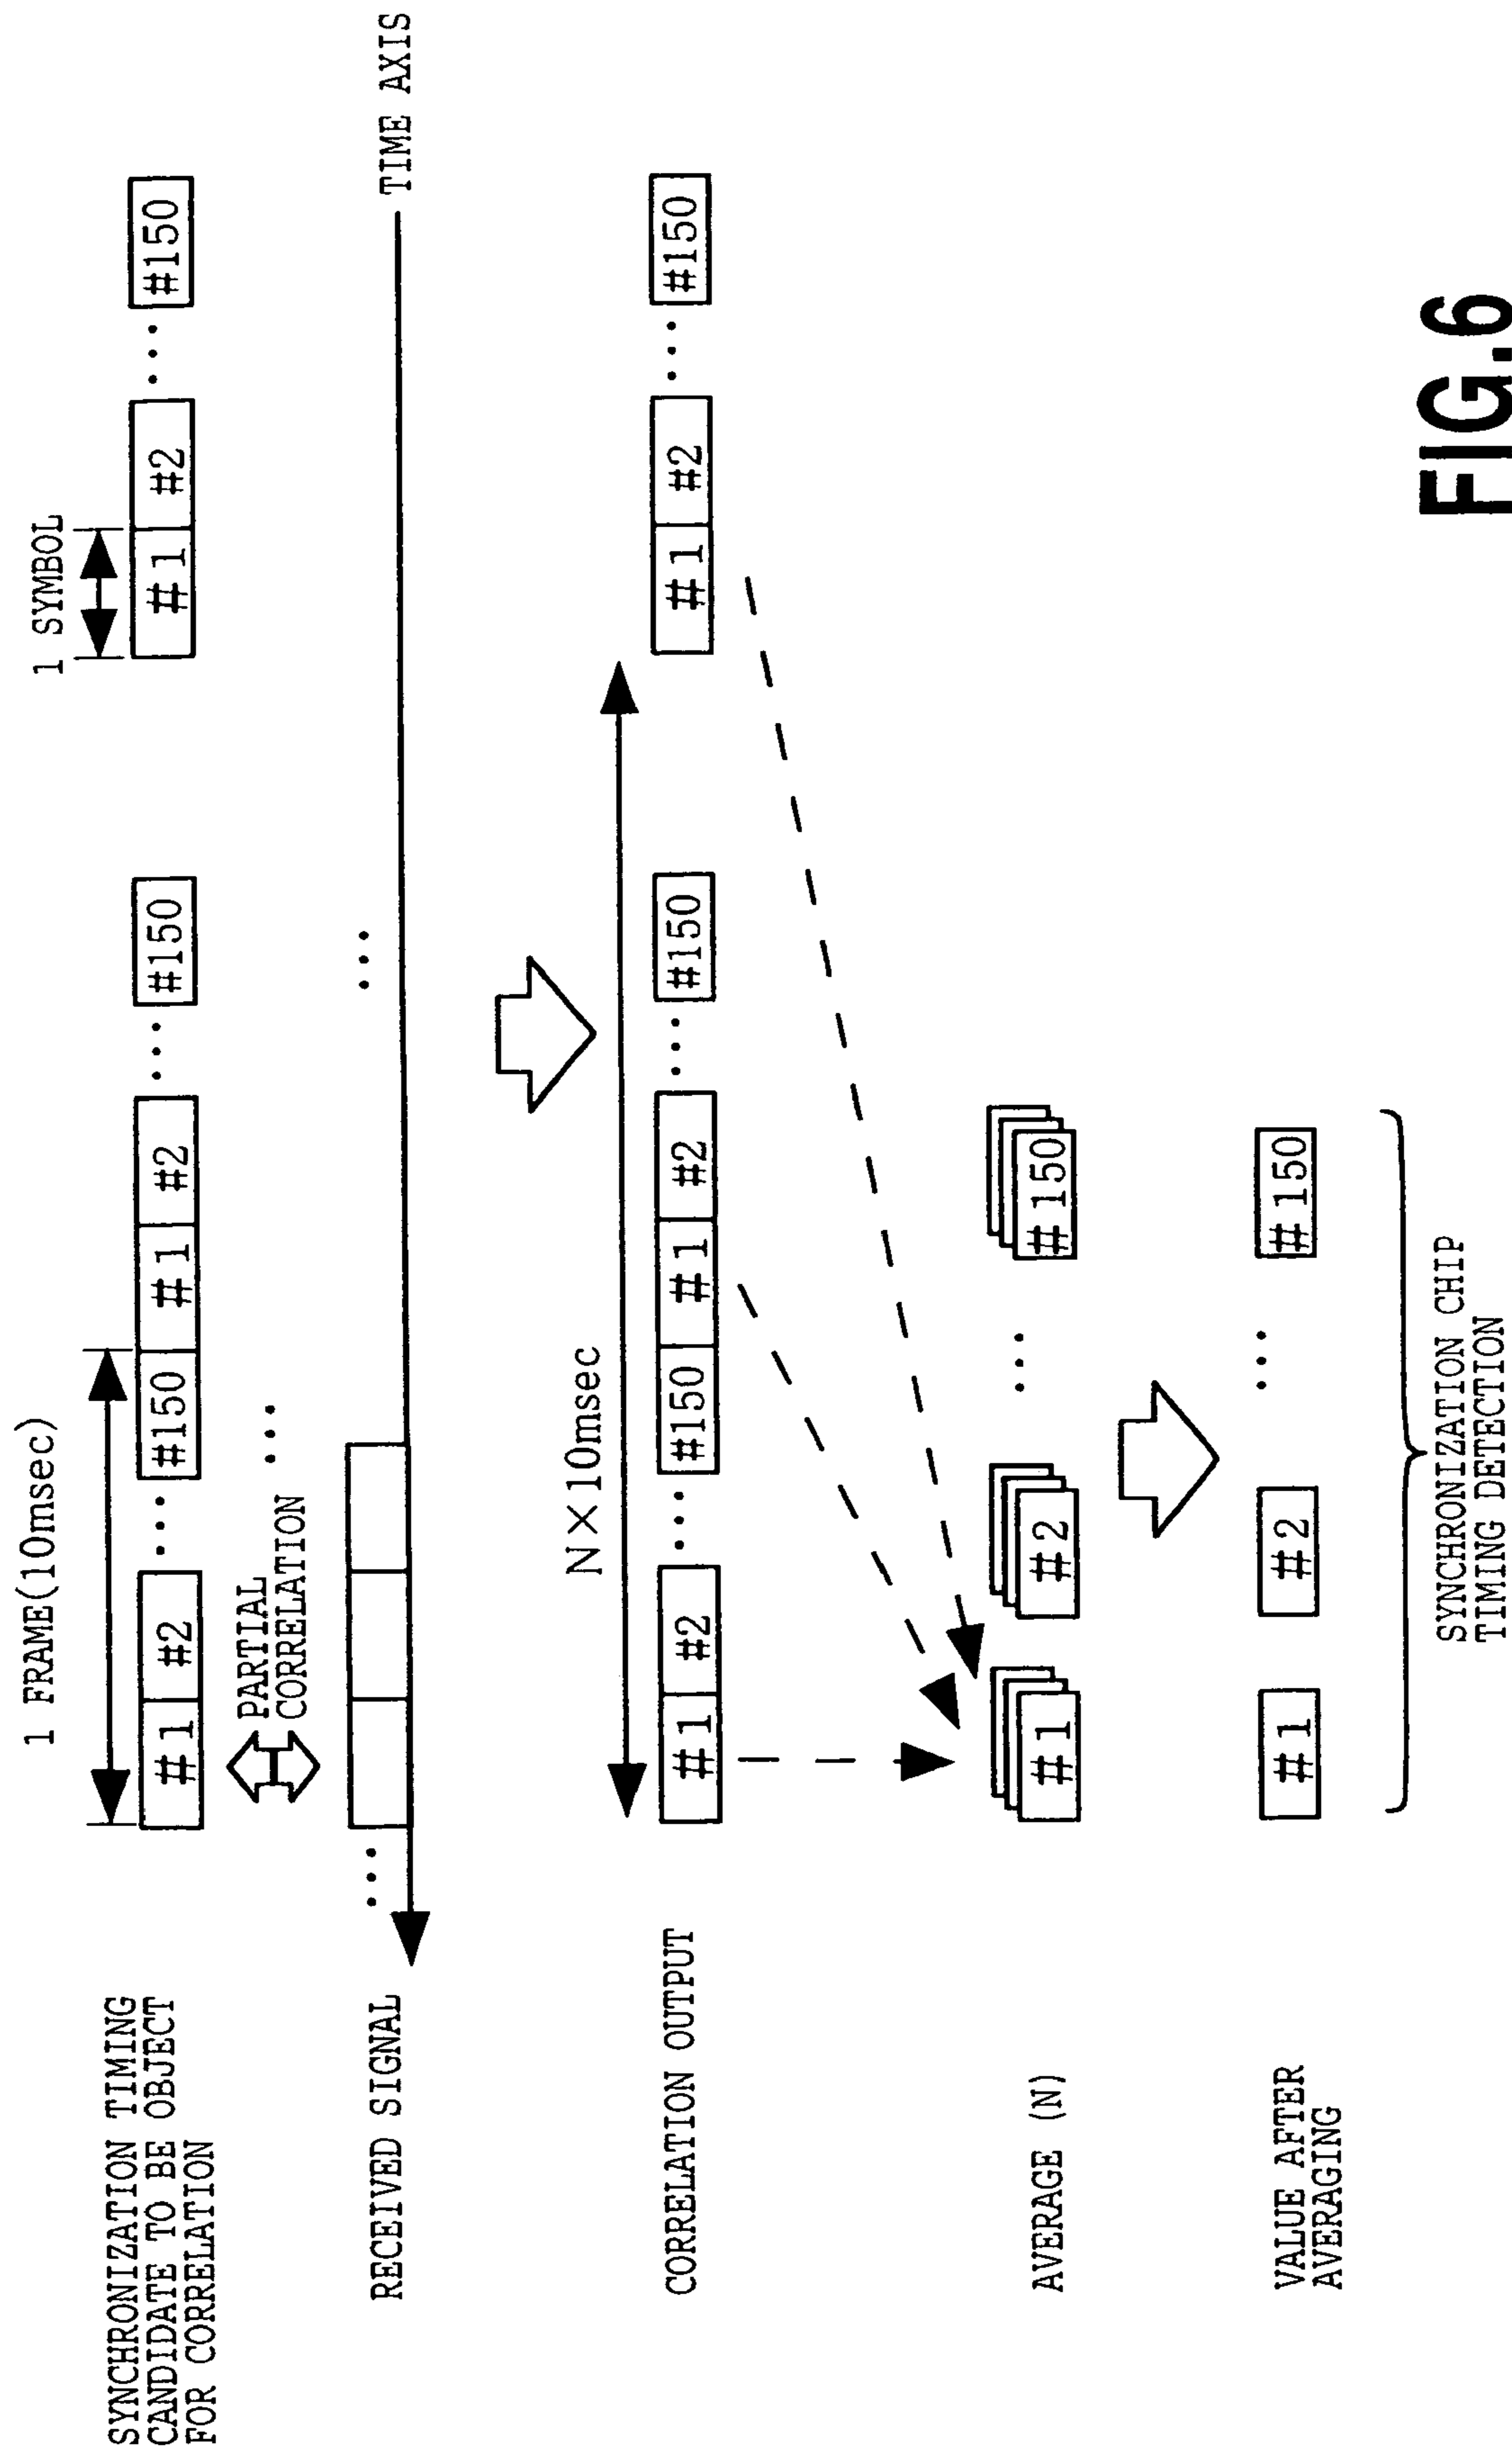 1 FRAME(10msec)
1 SYMBOL
SYNCHRONIZATION TIMING
CANDIDATE TO BE OBJECT
FOR CORRELATION
#1 #2 ... #150 #1 #2 ... #150 #1 #2 ... #150
PARTIAL
CORRELATION
...
RECEIVED SIGNAL
... ...
TIME AXIS
N×10msec
CORRELATION OUTPUT
#1 #2 ... #150 #1 #2 ... #150 #1 #2 ... #150
AVERAGE (N)
#1 #2 ... #150
VALUE AFTER
AVERAGING
#1 #2 ... #150
SYNCHRONIZATION CHIP
TIMING DETECTION
FIG.6